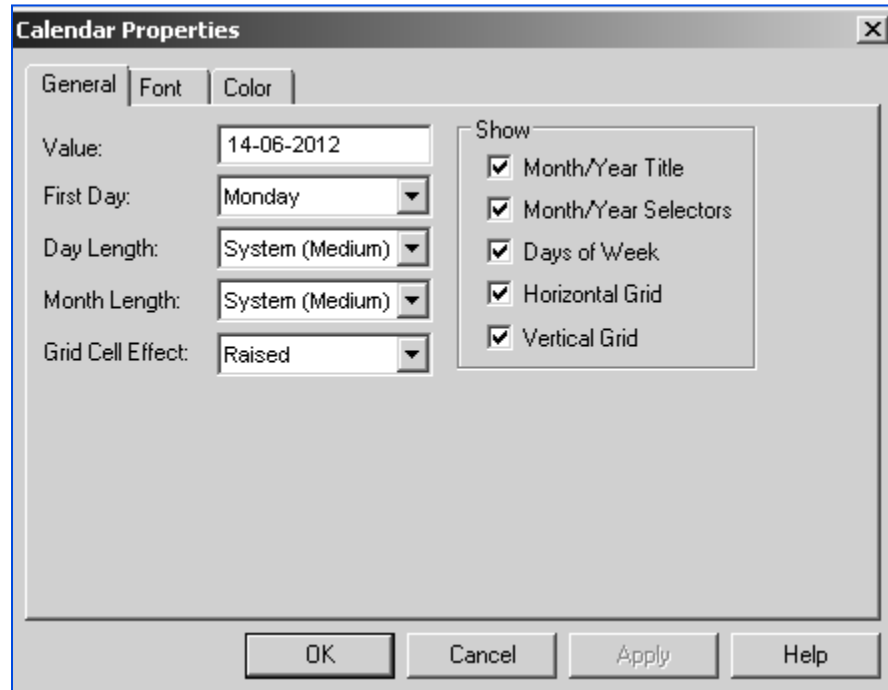 Calendar Properties
General Font Color
Value: 14-06-2012
First Day: Monday
Day Length: System (Medium)
Month Length: System (Medium)
Grid Cell Effect: Raised
Show
Month/Year Title
Month/Year Selectors
Days of Week
Horizontal Grid
Vertical Grid
OK Cancel Apply Help